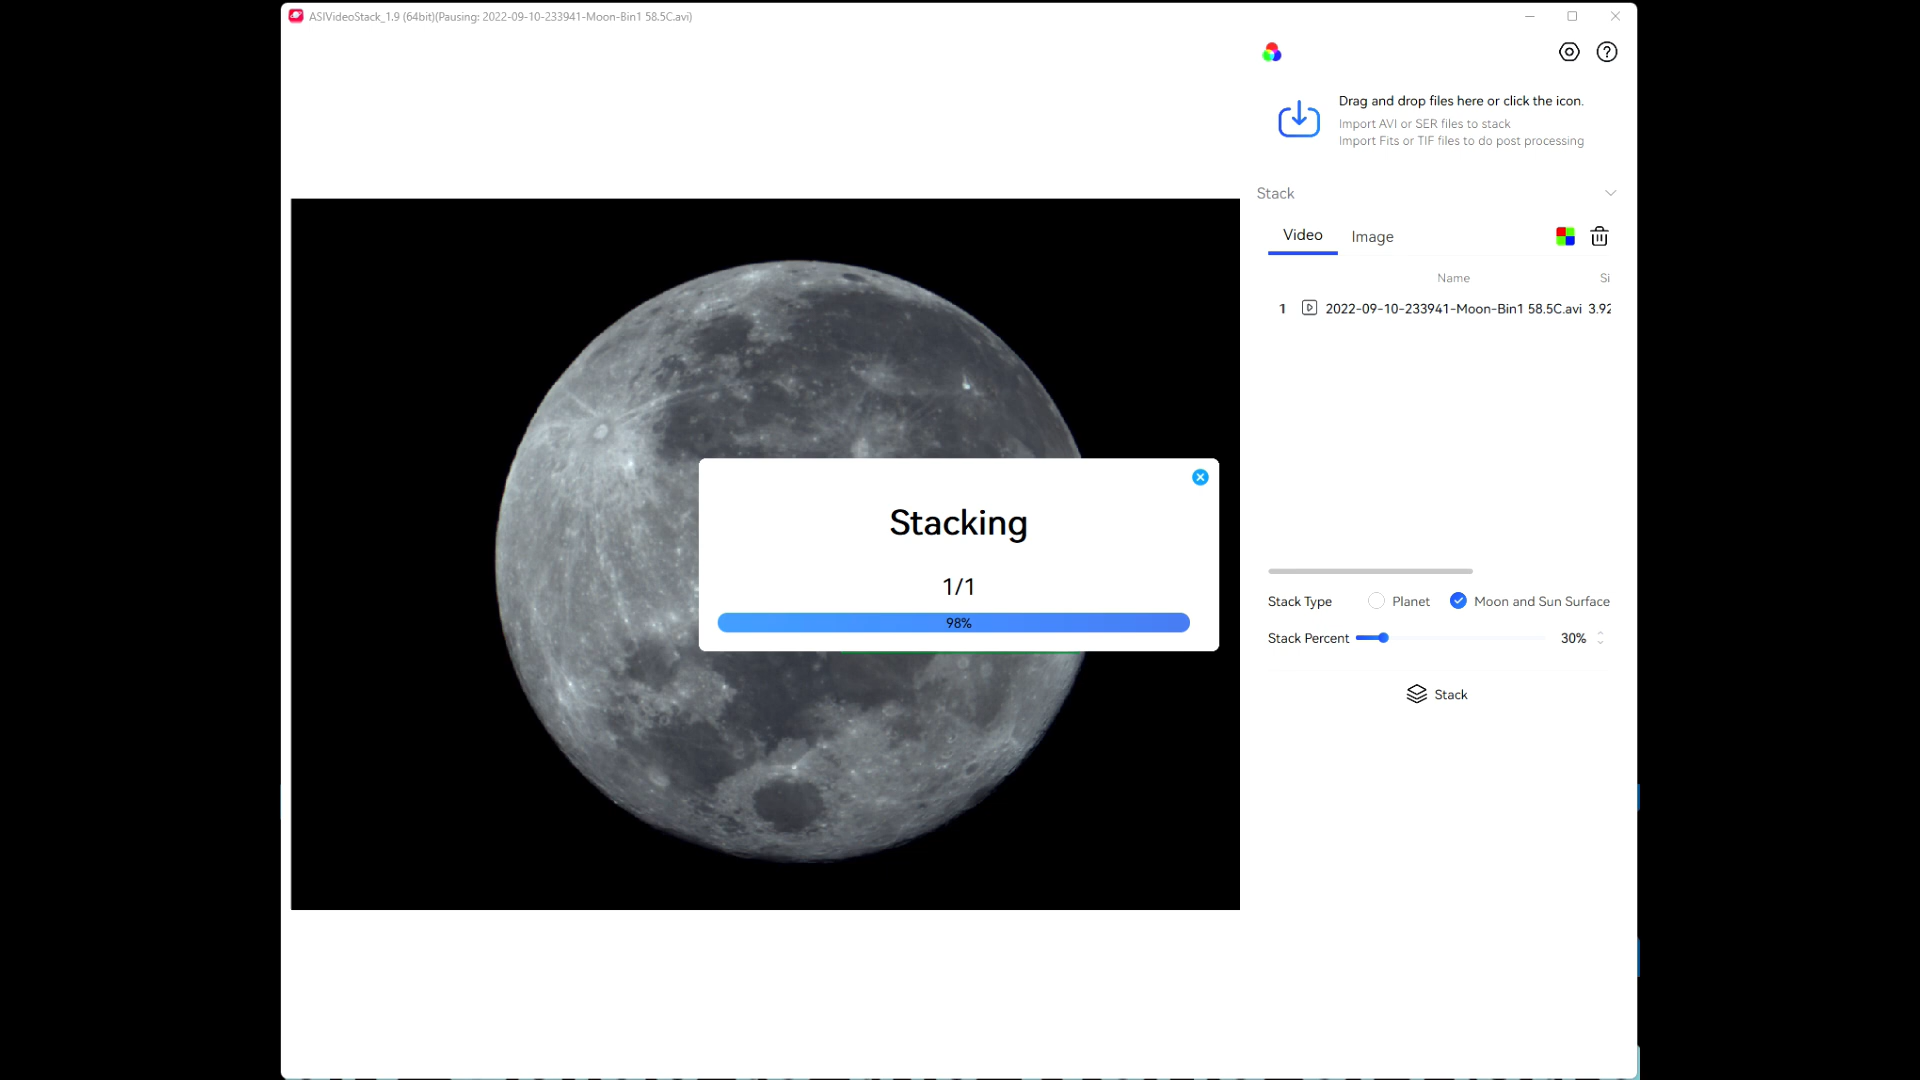 ASIVideoStack_1.9 (64bit)(Pausing: 2022-09-10-233941-Moon-Bin1 58.5C.avi)
Drag and drop files here or click the icon.
Import AVI or SER files to stack
Import Fits or TIF files to do post processing
Stack
Video Image
Name Si
1 2022-09-10-233941-Moon-Bin1 58.5C.avi 3.92
Stacking
1/1
98%
Stack Type Planet Moon and Sun Surface
Stack Percent 30%
Stack